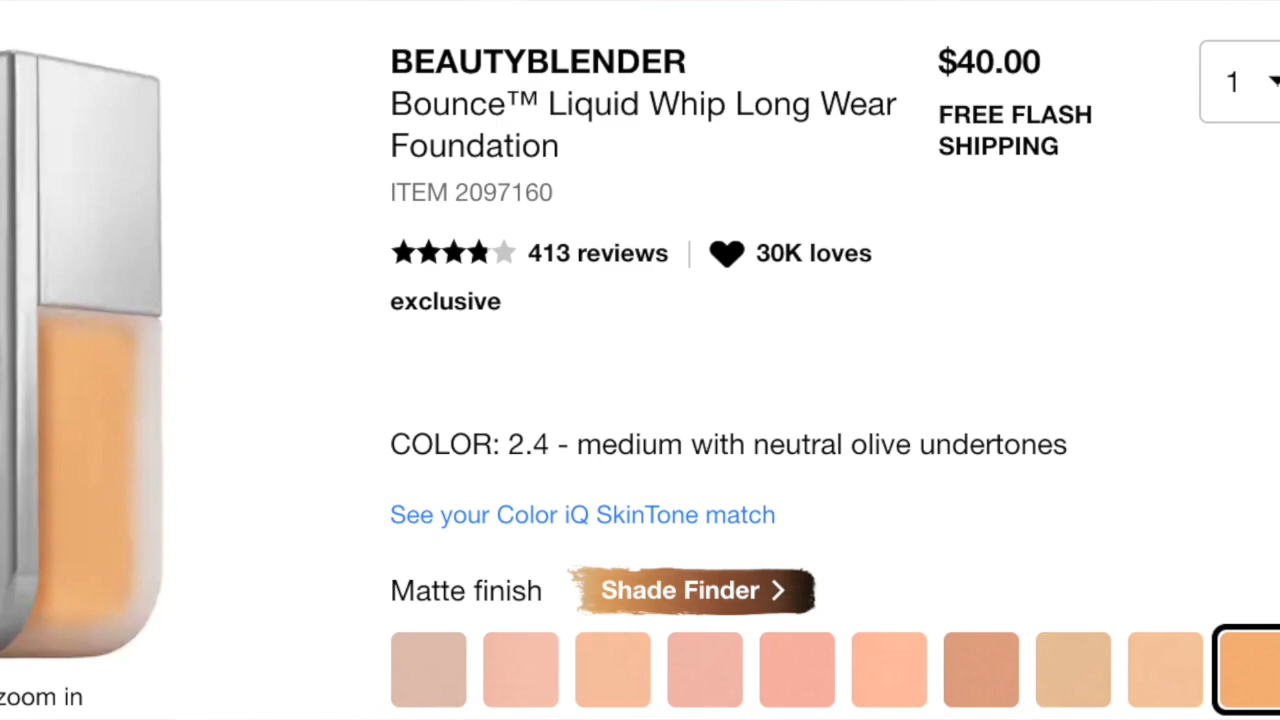 BEAUTYBLENDER
Bounce™ Liquid Whip Long Wear
Foundation
ITEM 2097160
413 reviews
30K loves
exclusive
$40.00
FREE FLASH
SHIPPING
1
COLOR: 2.4 - medium with neutral olive undertones
See your Color iQ SkinTone match
Matte finish
Shade Finder >
zoom in